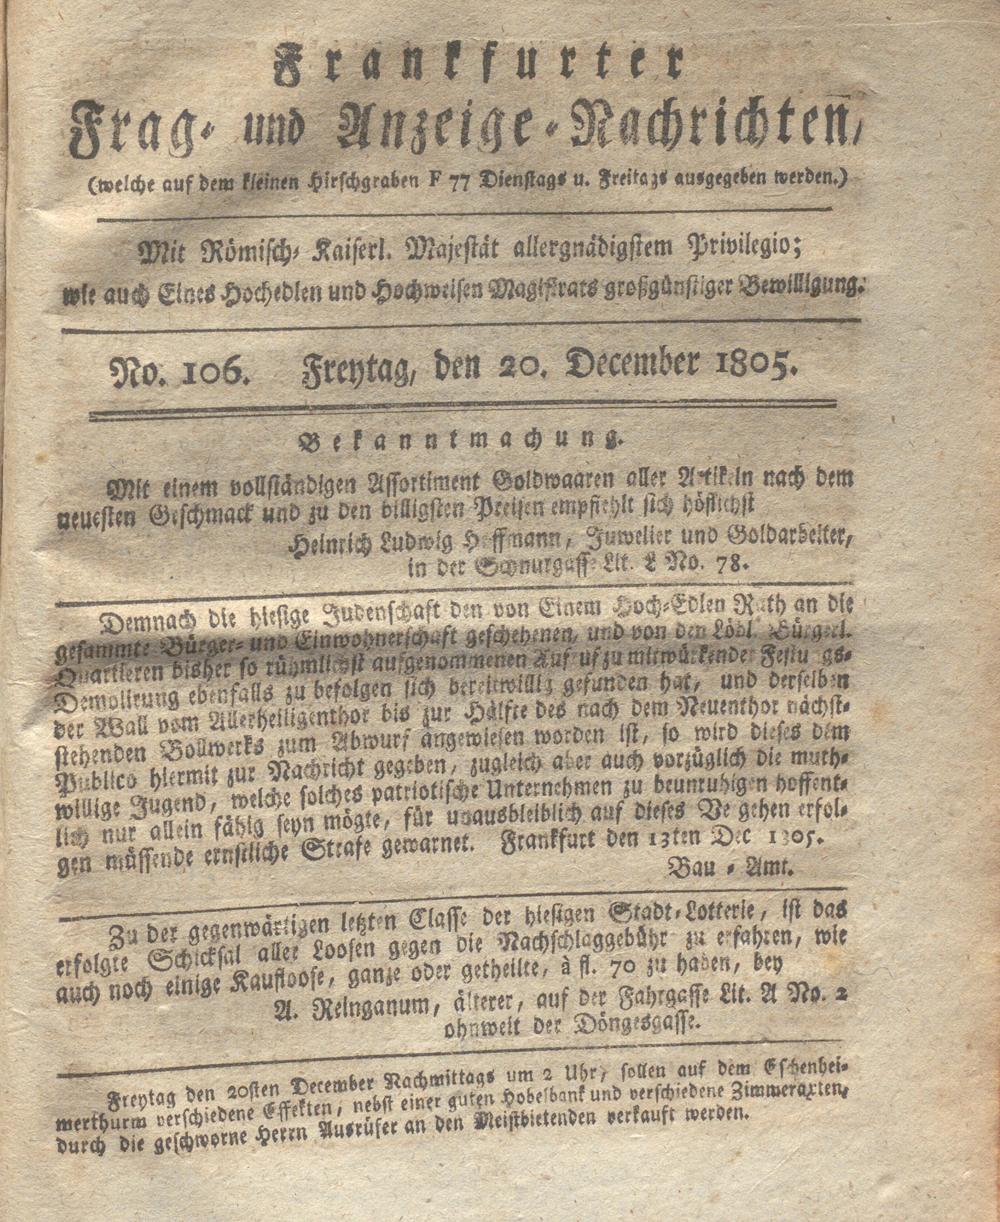 Frankfurter
Frag- und Anzeige-Nachrichten,
(welche auf dem kleinen Hirschgraben F 77 Dienstags u. Freitags ausgegeben werden.)
Mit Römisch- Kaiserl. Majestät allergnädigstem Privilegio;
wie auch Eines Hochedlen und Hochweisen Magistrats großgünstiger Bewilligung.
No. 106. Freytag, den 20. December 1805.
Bekanntmachung.
Mit einem vollständigen Assortiment Goldwaaren aller Artikeln nach dem
neuesten Geschmack und zu den billigsten Preisen empfiehlt sich höflichst
Heinrich Ludwig Hoffmann, Juwelier und Goldarbeiter,
in der Schnurgasse Lit. L No. 78.
Demnach die hiesige Judenschaft den von Einem Hoch-Edlen Rath an die
gesammte Bürger- und Einwohnerschaft geschehenen, und von den Löbl. Bürgerl.
Quartieren bisher so rühmlichst aufgenommenen Aufruf zu mitwürkender Festungs-
Demolirung ebenfalls zu befolgen sich bereitwillig gefunden hat, und derselben
der Wall vom Allerheiligenthor bis zur Hälfte des nach dem Neuenthor nächst-
stehenden Bollwerks zum Abwurf angewiesen worden ist, so wird dieses dem
Publico hiermit zur Nachricht gegeben, zugleich aber auch vorzüglich die muth-
willige Jugend, welche solches patriotische Unternehmen zu beunruhigen hoffent-
lich nur allein fähig seyn mögte, für unausbleiblich auf dieses Vergehen erfol-
gen müssende ernstliche Strafe gewarnet. Frankfurt den 13ten Dec 1805.
Bau-Amt.
Zu der gegenwärtigen letzten Classe der hiesigen Stadt-Lotterie, ist das
erfolgte Schicksal aller Loosen gegen die Nachschlaggebühr zu erfahren, wie
auch noch einige Kaufloose, ganze oder getheilte, à fl. 70 zu haben, bey
A. Reinganum, älterer, auf der Fahrgasse Lit. A No. 2
ohnweit der Döngesgasse.
Freytag den 20sten December Nachmittags um 2 Uhr, sollen auf dem Eschenhei-
merthurm verschiedene Effekten, nebst einer guten Hobelbank und verschiedene Zimmeraxten,
durch die geschworne Herrn Ausrüfer an den Meistbietenden verkauft werden.